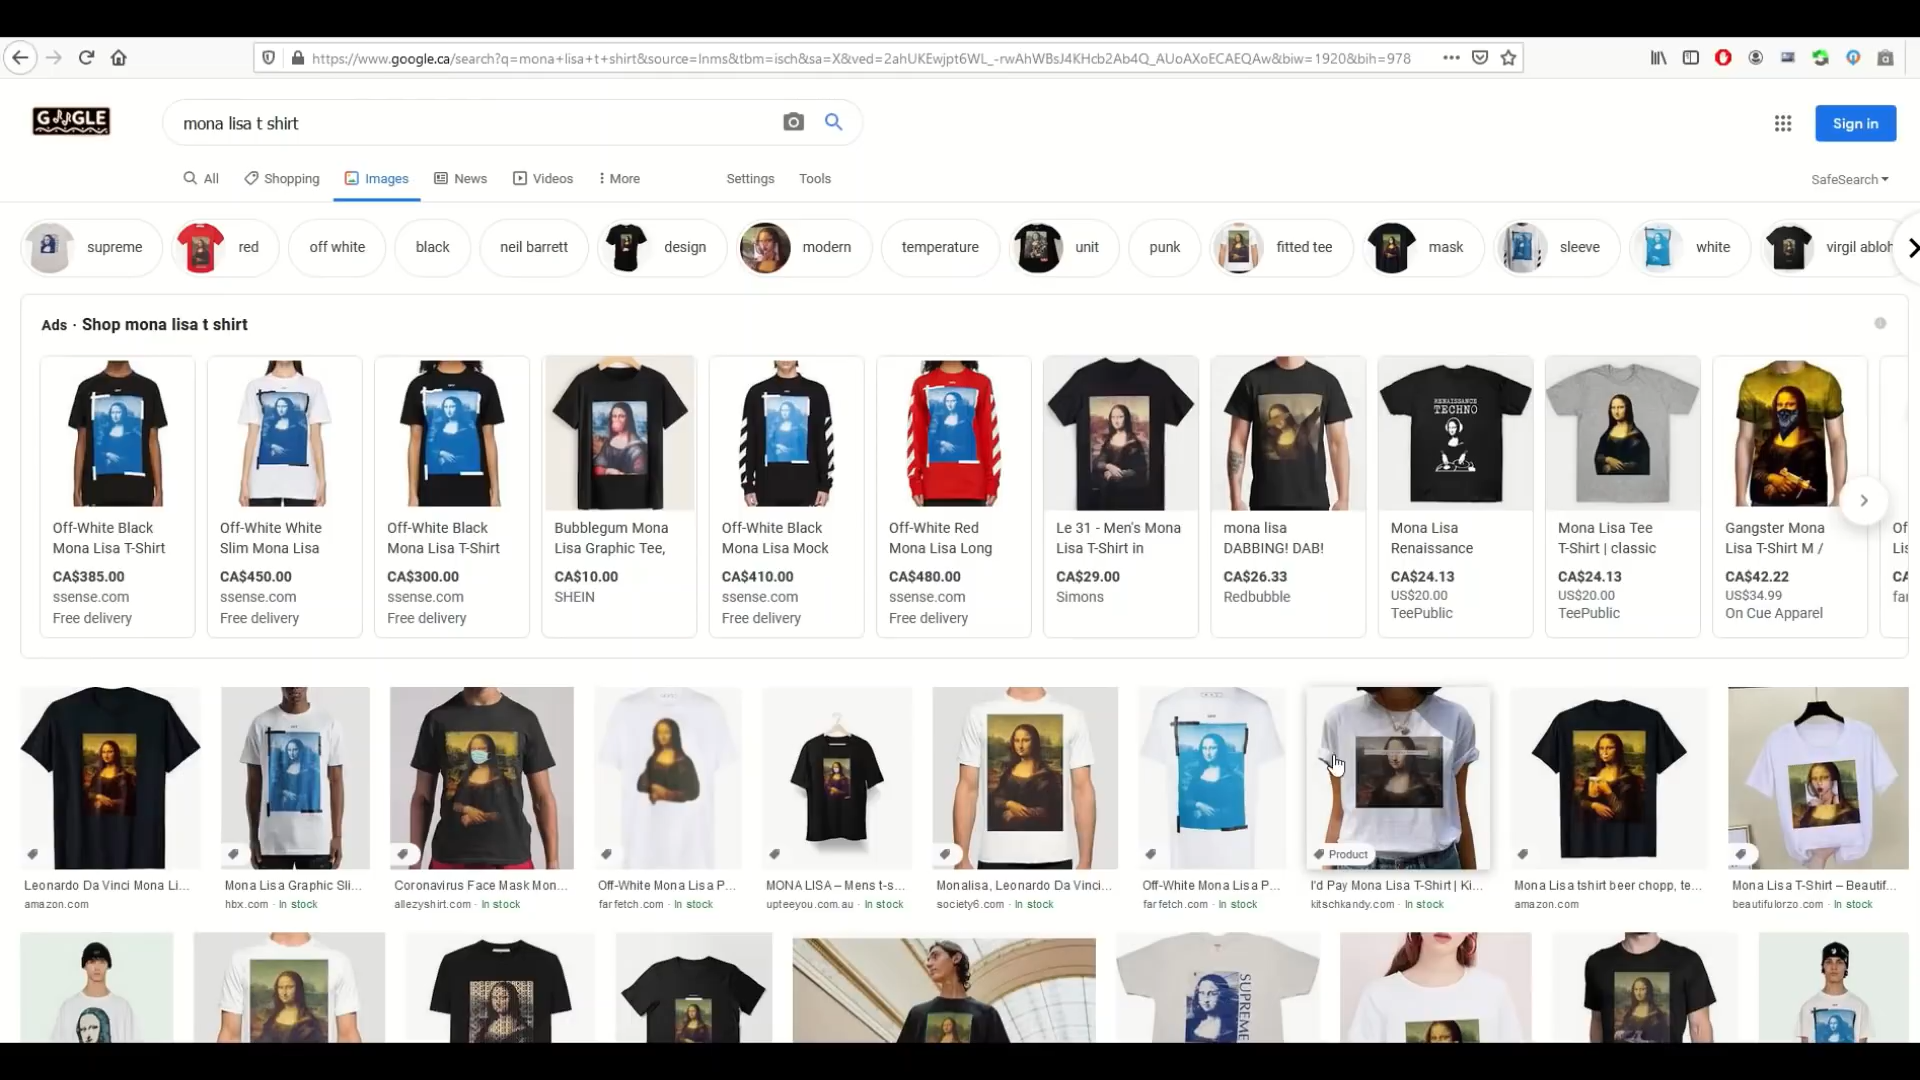 https://www.google.ca/search?q=mona+lisa+t+shirt&source=lnms&tbm=isch&sa=X&ved=2ahUKEwjpt6WL_-rwAhWBsJ4KHcb2Ab4Q_AUoAXoECAEQAw&biw=1920&bih=978
GOOGLE
mona lisa t shirt
Sign in
All
Shopping
Images
News
Videos
More
Settings
Tools
SafeSearch
supreme
red
off white
black
neil barrett
design
modern
temperature
unit
punk
fitted tee
mask
sleeve
white
virgil abloh
Ads · Shop mona lisa t shirt
RENAISSANCE
TECHNO
Off-White Black
Mona Lisa T-Shirt
CA$385.00
ssense.com
Free delivery
Off-White White
Slim Mona Lisa
CA$450.00
ssense.com
Free delivery
Off-White Black
Mona Lisa T-Shirt
CA$300.00
ssense.com
Free delivery
Bubblegum Mona
Lisa Graphic Tee,
CA$10.00
SHEIN
Off-White Black
Mona Lisa Mock
CA$410.00
ssense.com
Free delivery
Off-White Red
Mona Lisa Long
CA$480.00
ssense.com
Free delivery
Le 31 - Men's Mona
Lisa T-Shirt in
CA$29.00
Simons
mona lisa
DABBING! DAB!
CA$26.33
Redbubble
Mona Lisa
Renaissance
CA$24.13
US$20.00
TeePublic
Mona Lisa Tee
T-Shirt | classic
CA$24.13
US$20.00
TeePublic
Gangster Mona
Lisa T-Shirt M /
CA$42.22
US$34.99
On Cue Apparel
Product
Leonardo Da Vinci Mona Li...
amazon.com
Mona Lisa Graphic Sli...
hbx.com · In stock
Coronavirus Face Mask Mon...
allezyshirt.com · In stock
Off-White Mona Lisa P...
farfetch.com · In stock
MONA LISA – Mens t-s...
upteeyou.com.au · In stock
Monalisa, Leonardo Da Vinci...
society6.com · In stock
Off-White Mona Lisa P...
farfetch.com · In stock
I'd Pay Mona Lisa T-Shirt | Ki...
kitschkandy.com · In stock
Mona Lisa tshirt beer chopp, te...
amazon.com
Mona Lisa T-Shirt – Beautif...
beautifulorzo.com · In stock
SUPREME